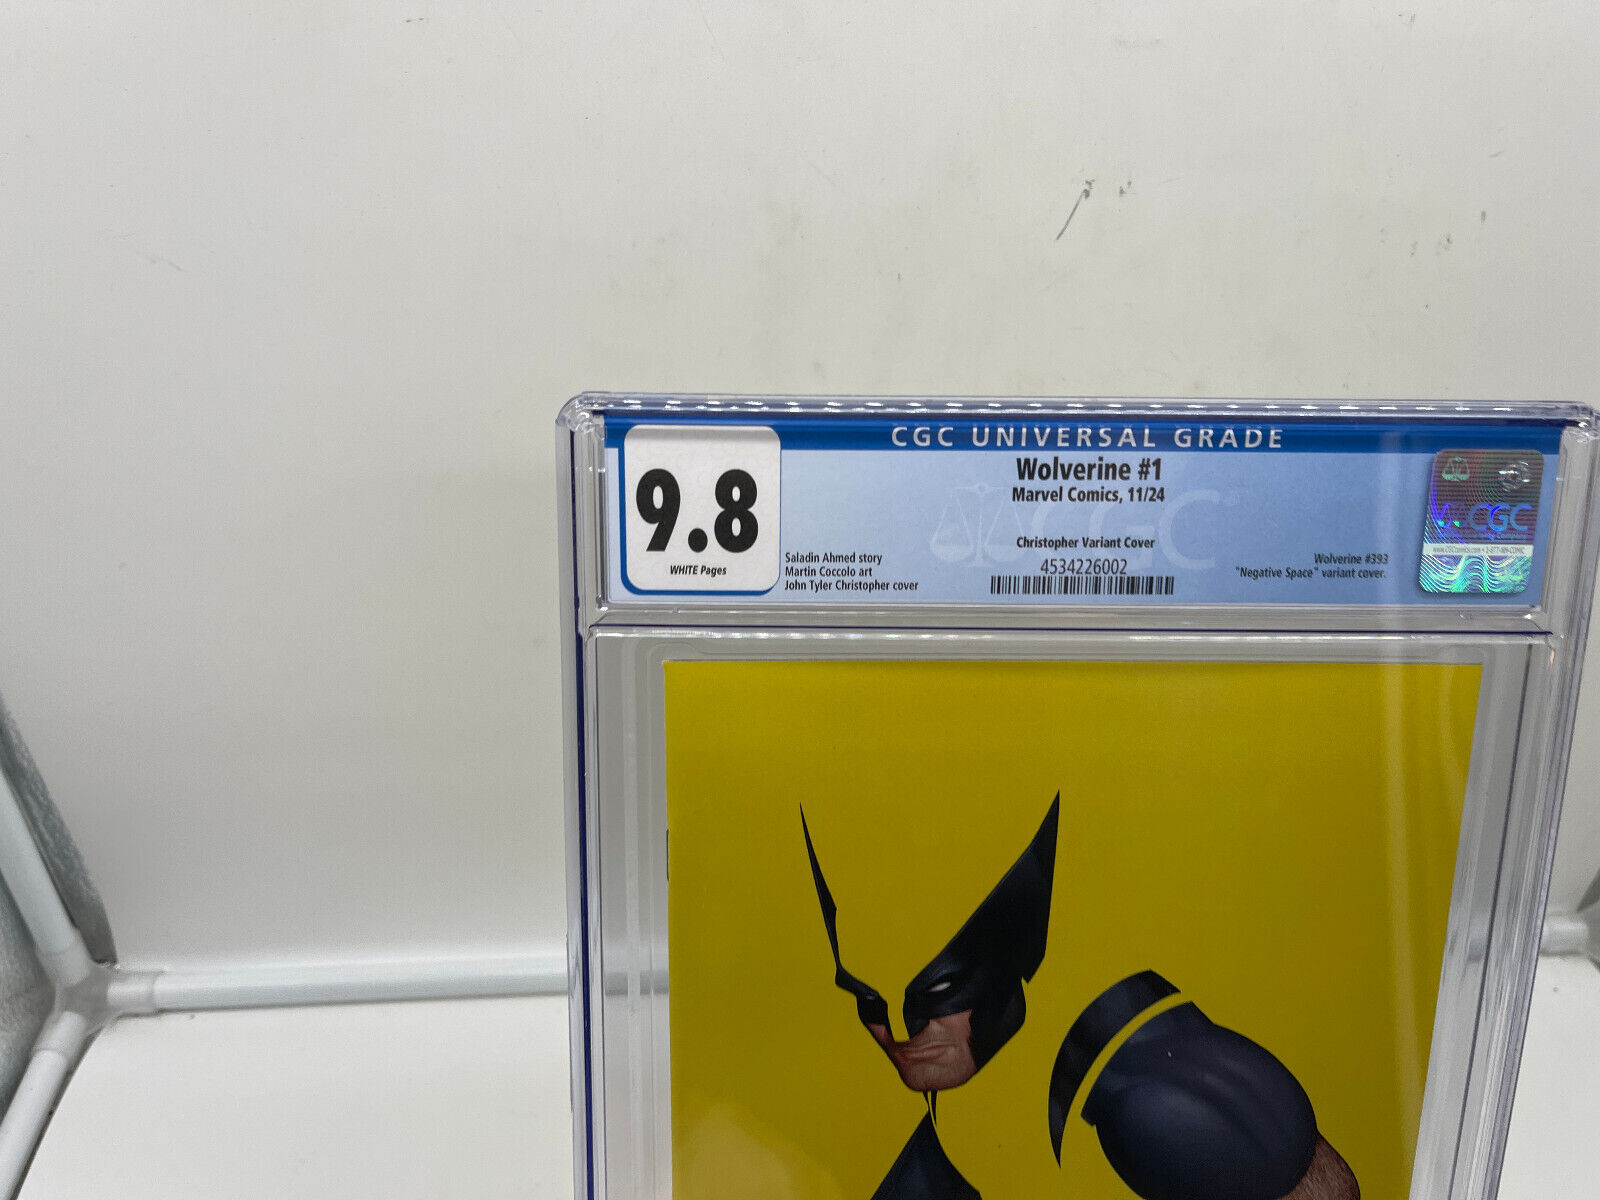 CGC UNIVERSAL GRADE
9.8
WHITE Pages
Wolverine #1
Marvel Comics, 11/24
Christopher Variant Cover
4534226002
Saladin Ahmed story
Martin Coccolo art
John Tyler Christopher cover
Wolverine #393
"Negative Space" variant cover.
CGC
CGC